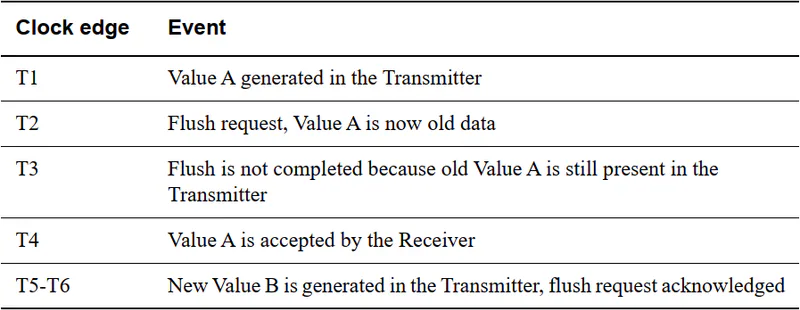 Clock edge Event
T1 Value A generated in the Transmitter
T2 Flush request, Value A is now old data
T3 Flush is not completed because old Value A is still present in the
Transmitter
T4 Value A is accepted by the Receiver
T5-T6 New Value B is generated in the Transmitter, flush request acknowledged